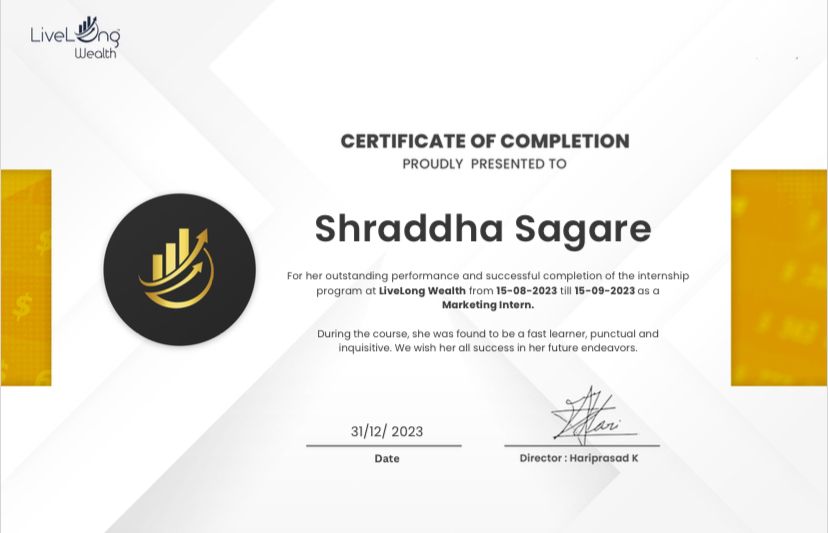 LiveLong
Wealth
CERTIFICATE OF COMPLETION
PROUDLY PRESENTED TO
Shraddha Sagare
For her outstanding performance and successful completion of the internship
program at LiveLong Wealth from 15-08-2023 till 15-09-2023 as a
Marketing Intern.
During the course, she was found to be a fast learner, punctual and
inquisitive. We wish her all success in her future endeavors.
31/12/ 2023
Date
Hari
Director : Hariprasad K